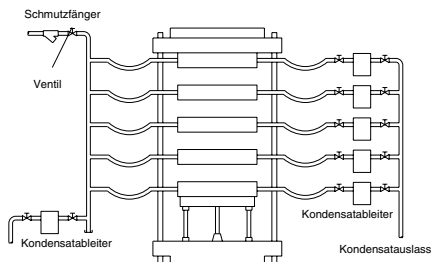 Schmutzfänger
Ventil
Kondensatableiter
Kondensatableiter
Kondensatauslass